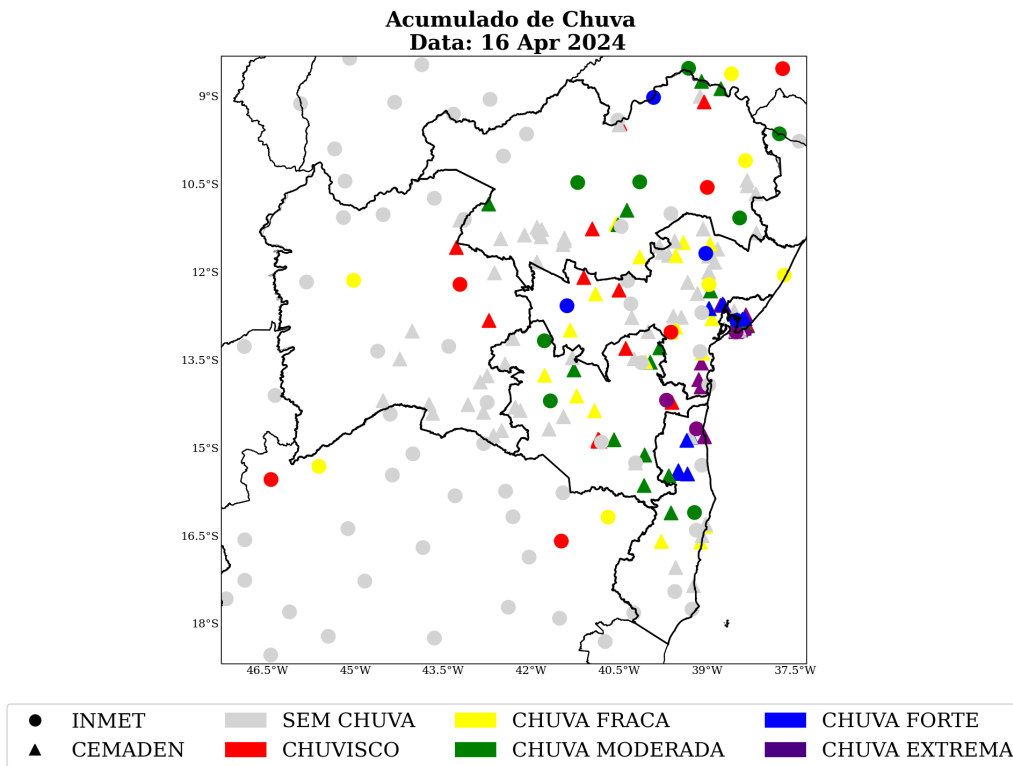 Acumulado de Chuva
Data: 16 Apr 2024
9°S
10.5°S
12°S
13.5°S
15°S
16.5°S
18°S
46.5°W 45°W 43.5°W 42°W 40.5°W 39°W 37.5°W
INMET SEM CHUVA CHUVA FRACA CHUVA FORTE
CEMADEN CHUVISCO CHUVA MODERADA CHUVA EXTREMA